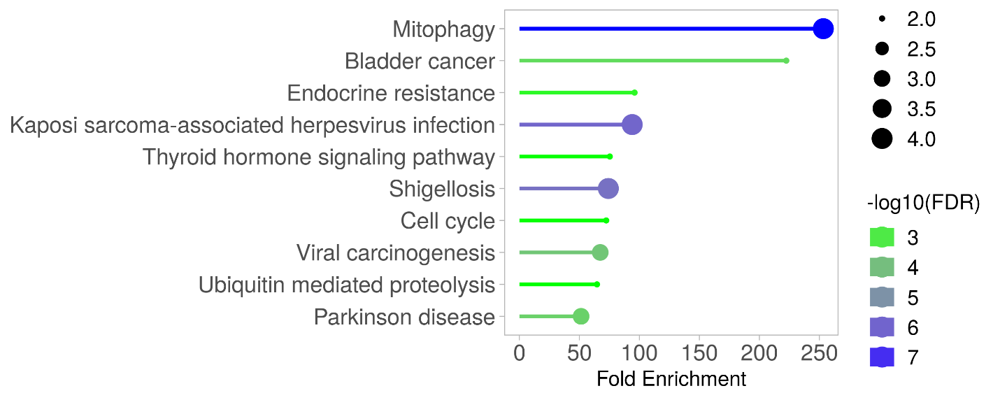 Mitophagy
Bladder cancer
Endocrine resistance
Kaposi sarcoma-associated herpesvirus infection
Thyroid hormone signaling pathway
Shigellosis
Cell cycle
Viral carcinogenesis
Ubiquitin mediated proteolysis
Parkinson disease
0 50 100 150 200 250
Fold Enrichment
2.0
2.5
3.0
3.5
4.0
-log10(FDR)
3
4
5
6
7